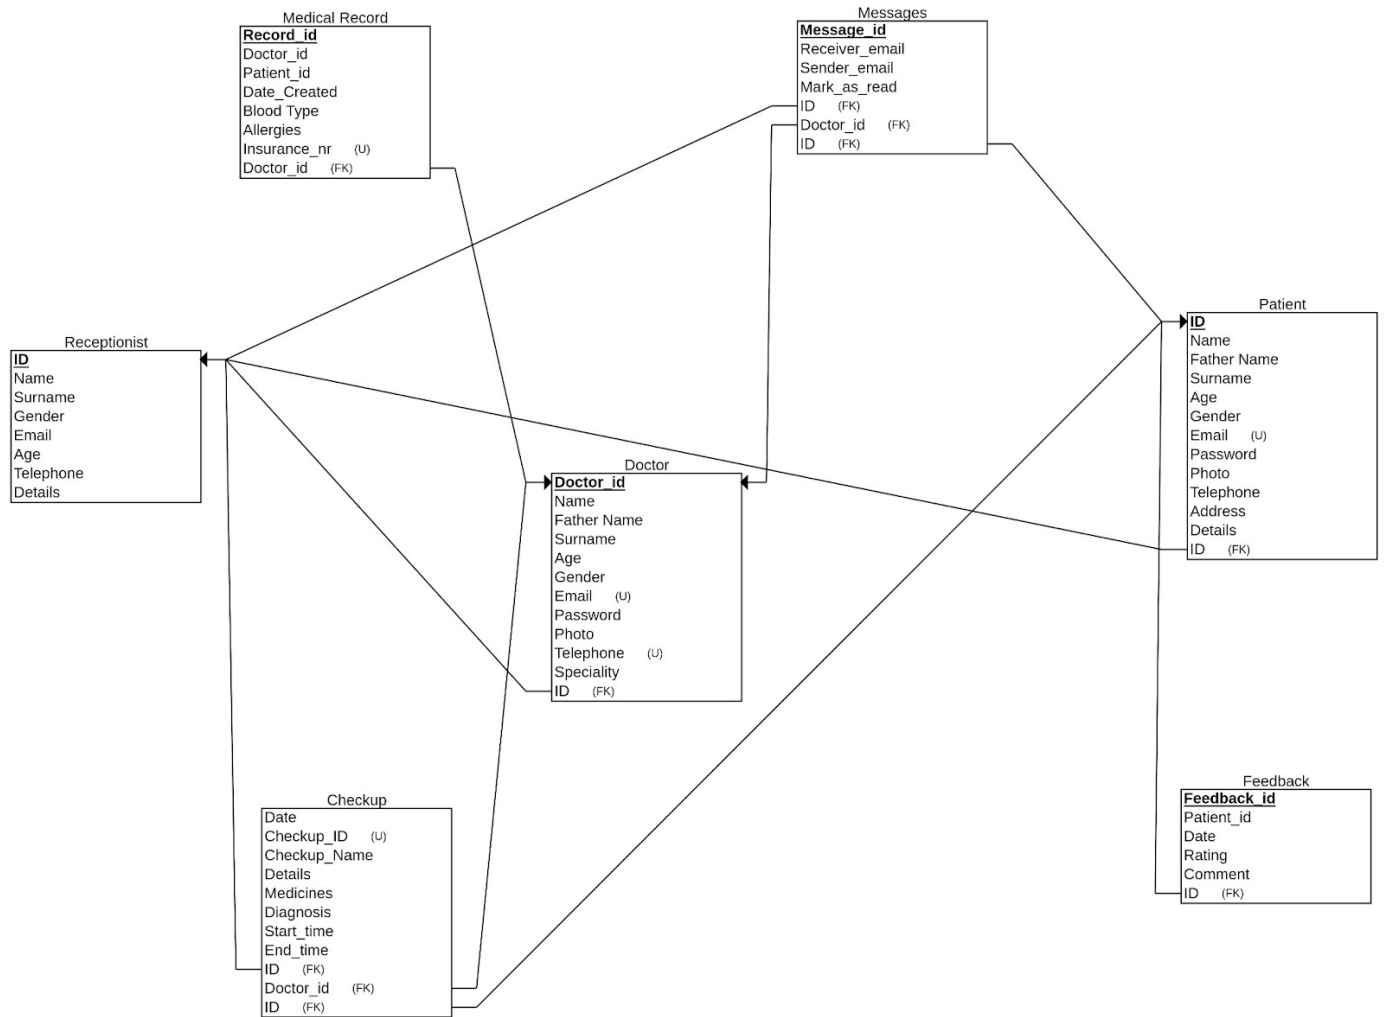 Medical Record
Record_id
Doctor_id
Patient_id
Date_Created
Blood Type
Allergies
Insurance_nr (U)
Doctor_id (FK)
Messages
Message_id
Receiver_email
Sender_email
Mark_as_read
ID (FK)
Doctor_id (FK)
ID (FK)
Receptionist
ID
Name
Surname
Gender
Email
Age
Telephone
Details
Patient
ID
Name
Father Name
Surname
Age
Gender
Email (U)
Password
Photo
Telephone
Address
Details
ID (FK)
Doctor
Doctor_id
Name
Father Name
Surname
Age
Gender
Email (U)
Password
Photo
Telephone (U)
Speciality
ID (FK)
Checkup
Date
Checkup_ID (U)
Checkup_Name
Details
Medicines
Diagnosis
Start_time
End_time
ID (FK)
Doctor_id (FK)
ID (FK)
Feedback
Feedback_id
Patient_id
Date
Rating
Comment
ID (FK)